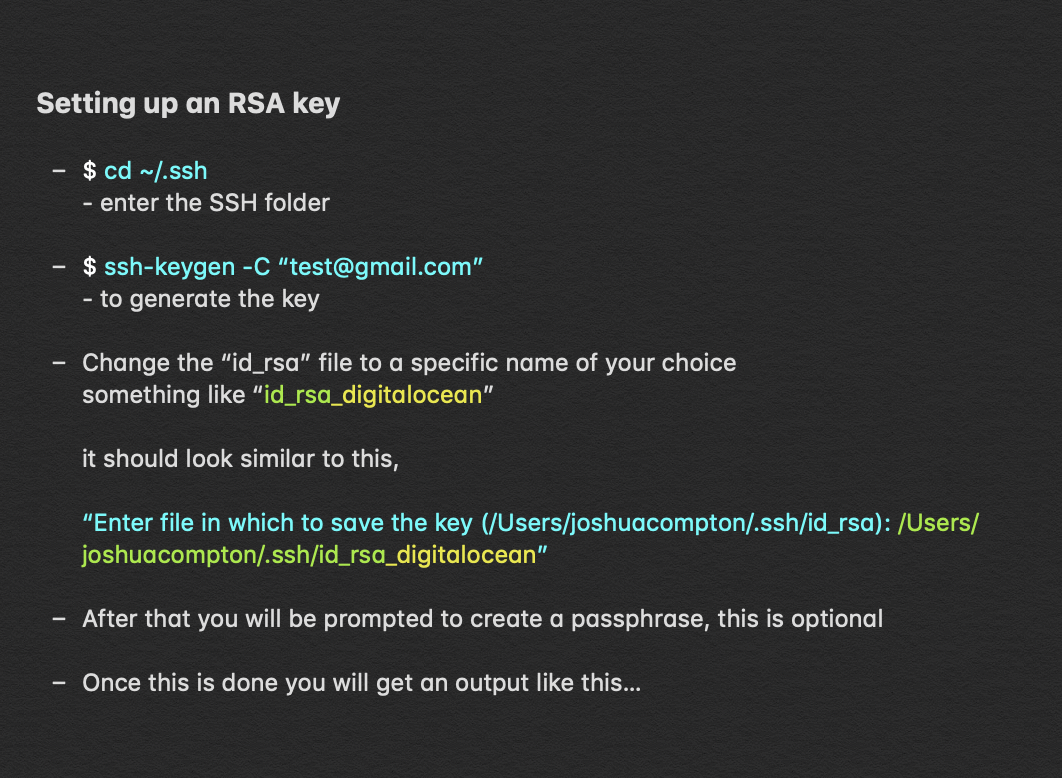 Setting up an RSA key
– $ cd ~/.ssh
- enter the SSH folder
– $ ssh-keygen -C “test@gmail.com”
- to generate the key
– Change the “id_rsa” file to a specific name of your choice
something like “id_rsa_digitalocean”
it should look similar to this,
“Enter file in which to save the key (/Users/joshuacompton/.ssh/id_rsa): /Users/
joshuacompton/.ssh/id_rsa_digitalocean”
– After that you will be prompted to create a passphrase, this is optional
– Once this is done you will get an output like this...